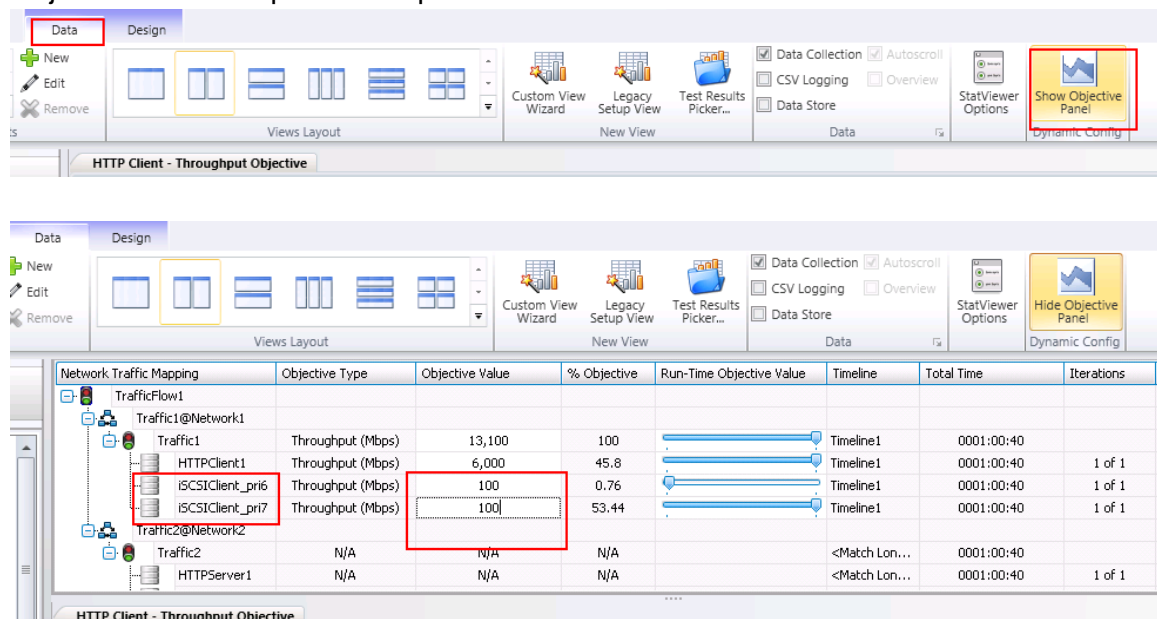 Data Design
New
Edit
Remove
Custom View Wizard
Legacy Setup View
Test Results Picker...
Data Collection Autoscroll
CSV Logging Overview
Data Store
StatViewer Options
Show Objective Panel
Views Layout New View Data Dynamic Config
HTTP Client - Throughput Objective
Data Design
New
Edit
Remove
Custom View Wizard
Legacy Setup View
Test Results Picker...
Data Collection Autoscroll
CSV Logging Overview
Data Store
StatViewer Options
Hide Objective Panel
Views Layout New View Data Dynamic Config
Network Traffic Mapping Objective Type Objective Value % Objective Run-Time Objective Value Timeline Total Time Iterations
TrafficFlow1
Traffic1@Network1
Traffic1 Throughput (Mbps) 13,100 100 Timeline1 0001:00:40
HTTPClient1 Throughput (Mbps) 6,000 45.8 Timeline1 0001:00:40 1 of 1
iSCSIClient_pri6 Throughput (Mbps) 100 0.76 Timeline1 0001:00:40 1 of 1
iSCSIClient_pri7 Throughput (Mbps) 100 53.44 Timeline1 0001:00:40 1 of 1
Traffic2@Network2
Traffic2 N/A N/A N/A <Match Lon... 0001:00:40
HTTPServer1 N/A N/A N/A <Match Lon... 0001:00:40 1 of 1
HTTP Client - Throughput Objective